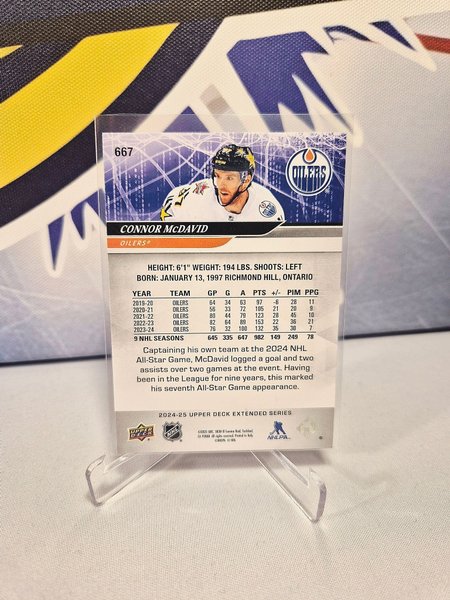 667
OILERS
97
CONNOR McDAVID
OILERS®
HEIGHT: 6'1" WEIGHT: 194 LBS. SHOOTS: LEFT
BORN: JANUARY 13, 1997 RICHMOND HILL, ONTARIO
YEAR TEAM GP G A PTS +/- PIM PPG
2019-20 OILERS 64 34 63 97 -6 28 11
2020-21 OILERS 56 33 72 105 21 20 9
2021-22 OILERS 80 44 79 123 28 45 10
2022-23 OILERS 82 64 89 153 22 36 21
2023-24 OILERS 76 32 100 132 35 30 7
9 NHL SEASONS 645 335 647 982 149 249 78
Captaining his own team at the 2024 NHL
All-Star Game, McDavid logged a goal and two
assists over two games at the event. Having
been in the League for nine years, this marked
his seventh All-Star Game appearance.
2024-25 UPPER DECK EXTENDED SERIES
UPPER DECK
NHL
NHLPA